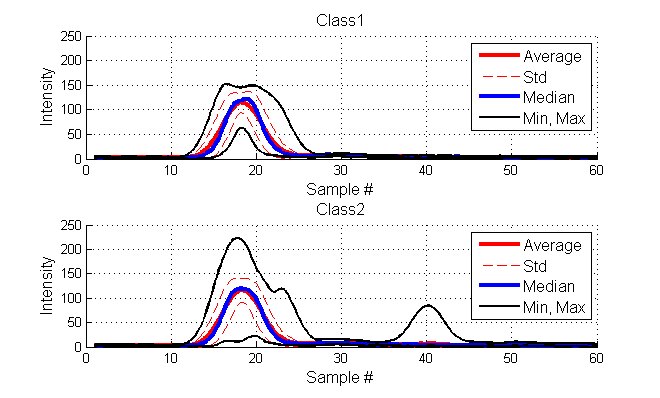 Class1
250
200
150
100
50
0
Intensity
Average
Std
Median
Min, Max
0 10 20 30 40 50 60
Sample #
Class2
250
200
150
100
50
0
Intensity
Average
Std
Median
Min, Max
0 10 20 30 40 50 60
Sample #